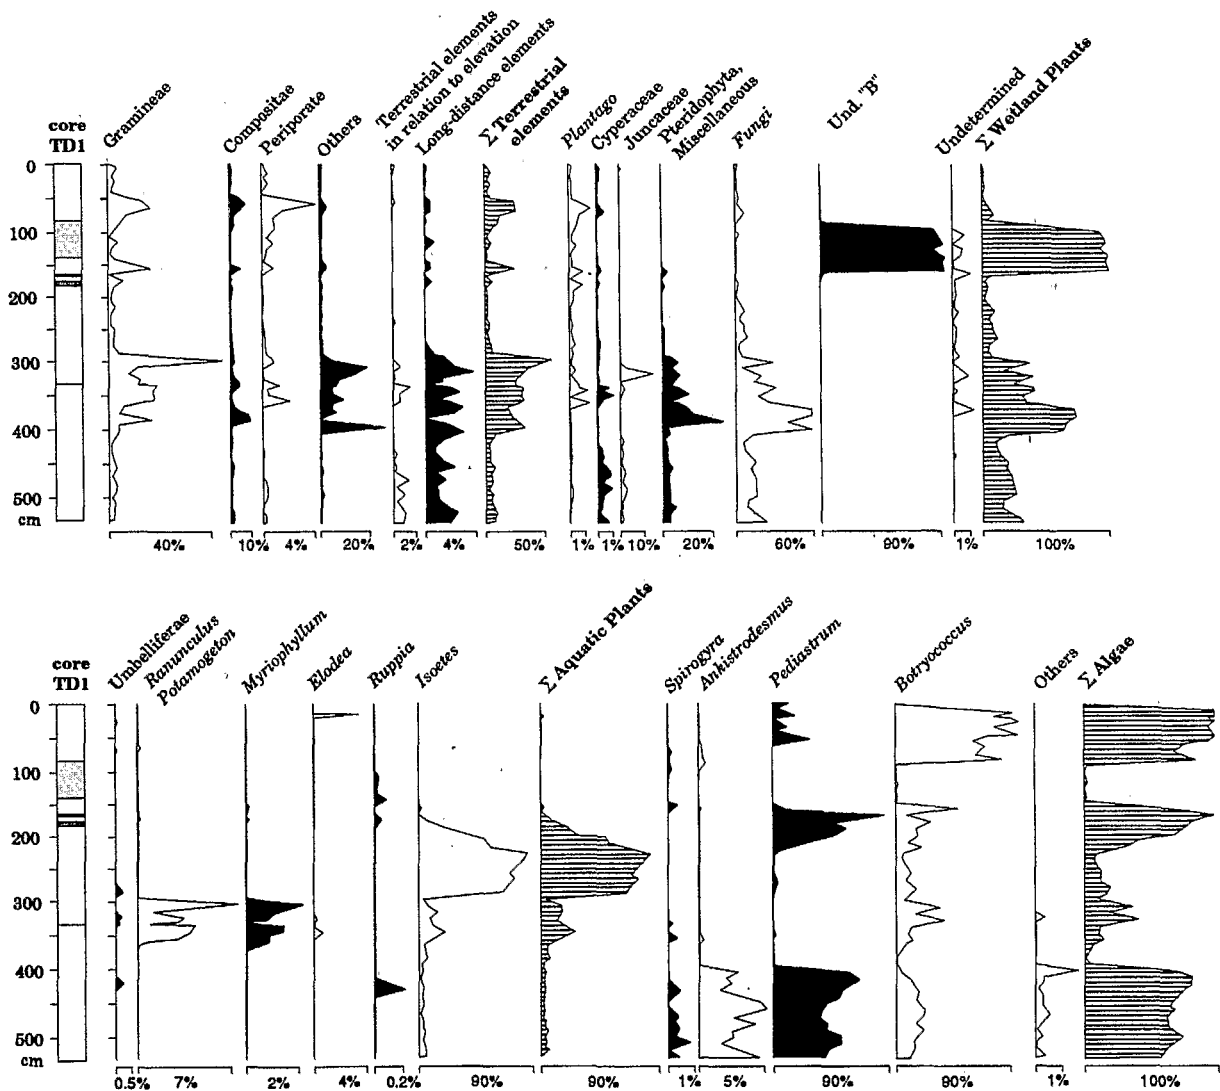 core
TD1
Gramineae
Compositae
Periporate
Others
Terrestrial elements
in relation to elevation
Long-distance elements
Σ Terrestrial
elements
Plantago
Cyperaceae
Juncaceae
Pteridophyta,
Miscellaneous
Fungi
Und. "B"
Undetermined
Σ Wetland Plants
0
100
200
300
400
500
cm
40%
10%
4%
20%
2%
4%
50%
1%
1%
10%
20%
60%
90%
1%
100%
core
TD1
Umbelliferae
Ranunculus
Potamogeton
Myriophyllum
Elodea
Ruppia
Isoetes
Σ Aquatic Plants
Spirogyra
Ankistrodesmus
Pediastrum
Botryococcus
Others
Σ Algae
0
100
200
300
400
500
cm
0.5%
7%
2%
4%
0.2%
90%
90%
1%
5%
90%
90%
1%
100%